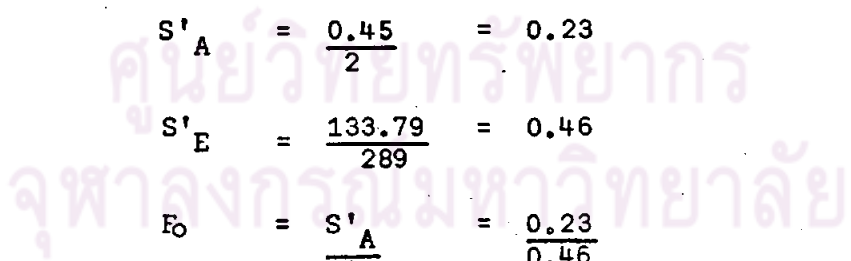 S'A = 0.45 = 0.23
2
S'E = 133.79 = 0.46
289
ศูนย์วิทยทรัพยากร
จุฬาลงกรณ์มหาวิทยาลัย
F0 = S'A = 0.23
0.46